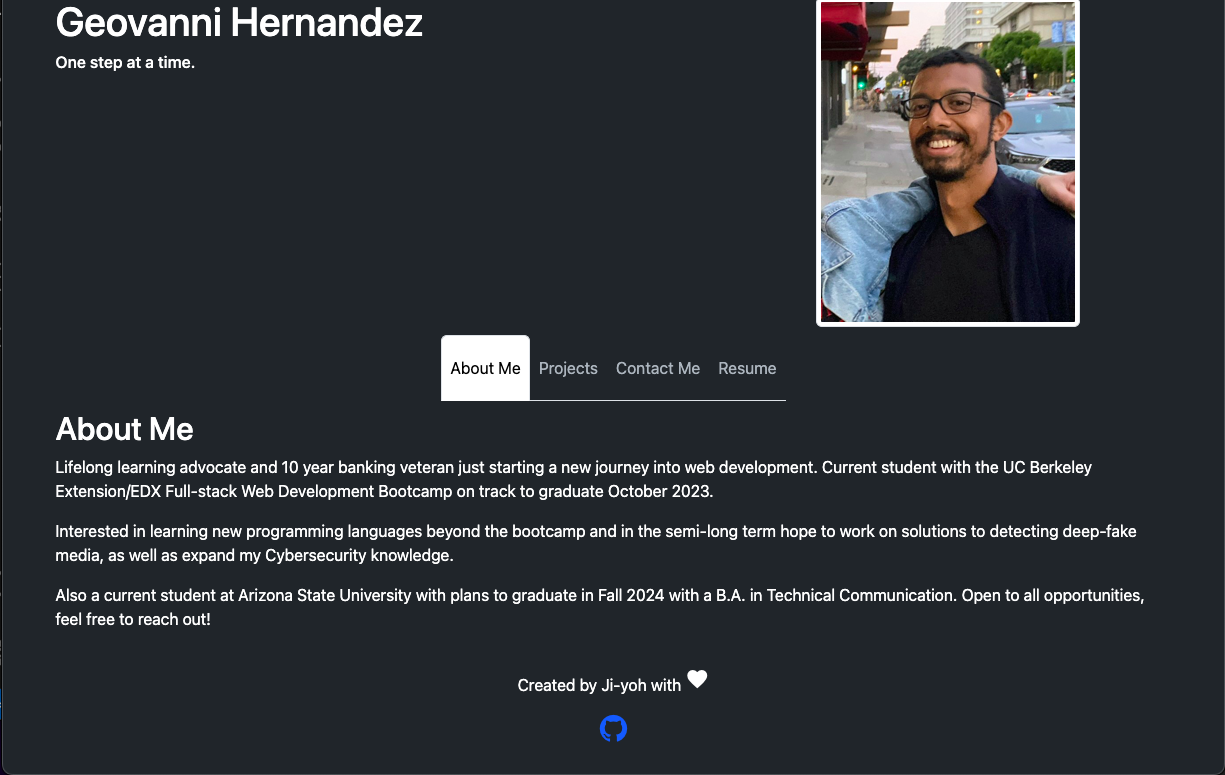 Geovanni Hernandez
One step at a time.
About Me
Projects
Contact Me
Resume
About Me
Lifelong learning advocate and 10 year banking veteran just starting a new journey into web development. Current student with the UC Berkeley
Extension/EDX Full-stack Web Development Bootcamp on track to graduate October 2023.
Interested in learning new programming languages beyond the bootcamp and in the semi-long term hope to work on solutions to detecting deep-fake
media, as well as expand my Cybersecurity knowledge.
Also a current student at Arizona State University with plans to graduate in Fall 2024 with a B.A. in Technical Communication. Open to all opportunities,
feel free to reach out!
Created by Ji-yoh with